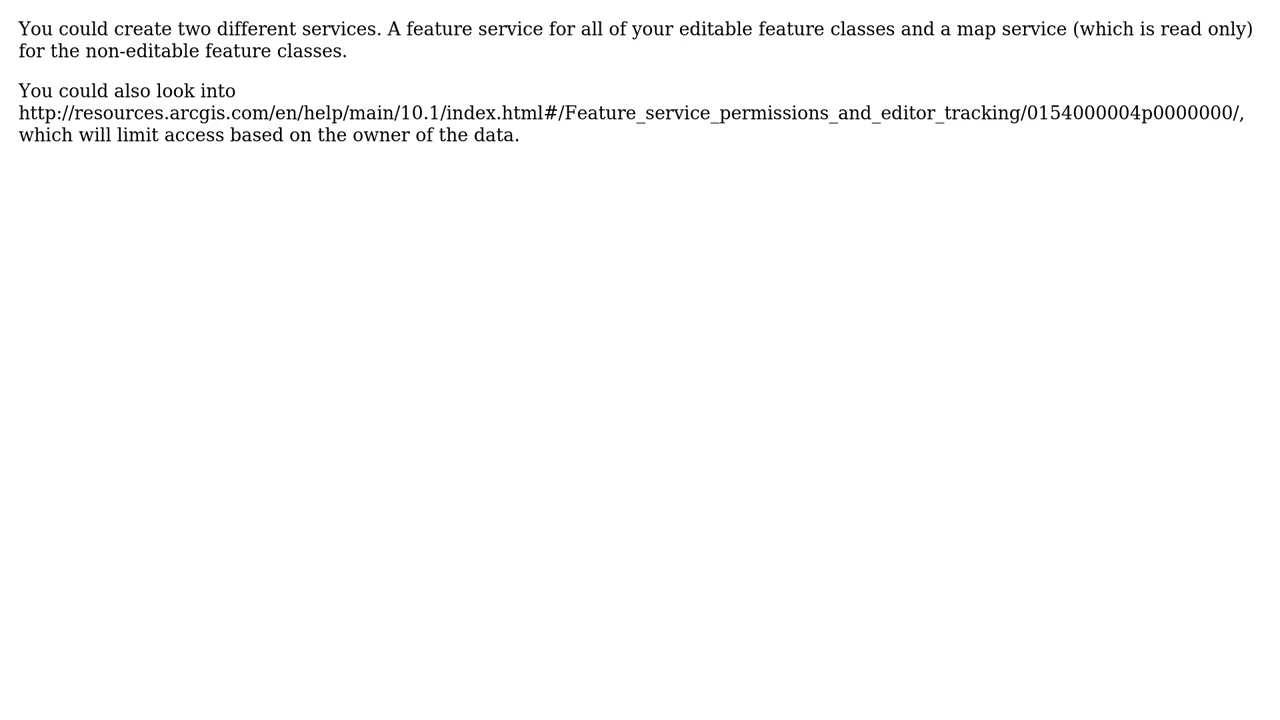 You could create two different services. A feature service for all of your editable feature classes and a map service (which is read only)
for the non-editable feature classes.
You could also look into
http://resources.arcgis.com/en/help/main/10.1/index.html#/Feature_service_permissions_and_editor_tracking/0154000004p0000000/,
which will limit access based on the owner of the data.